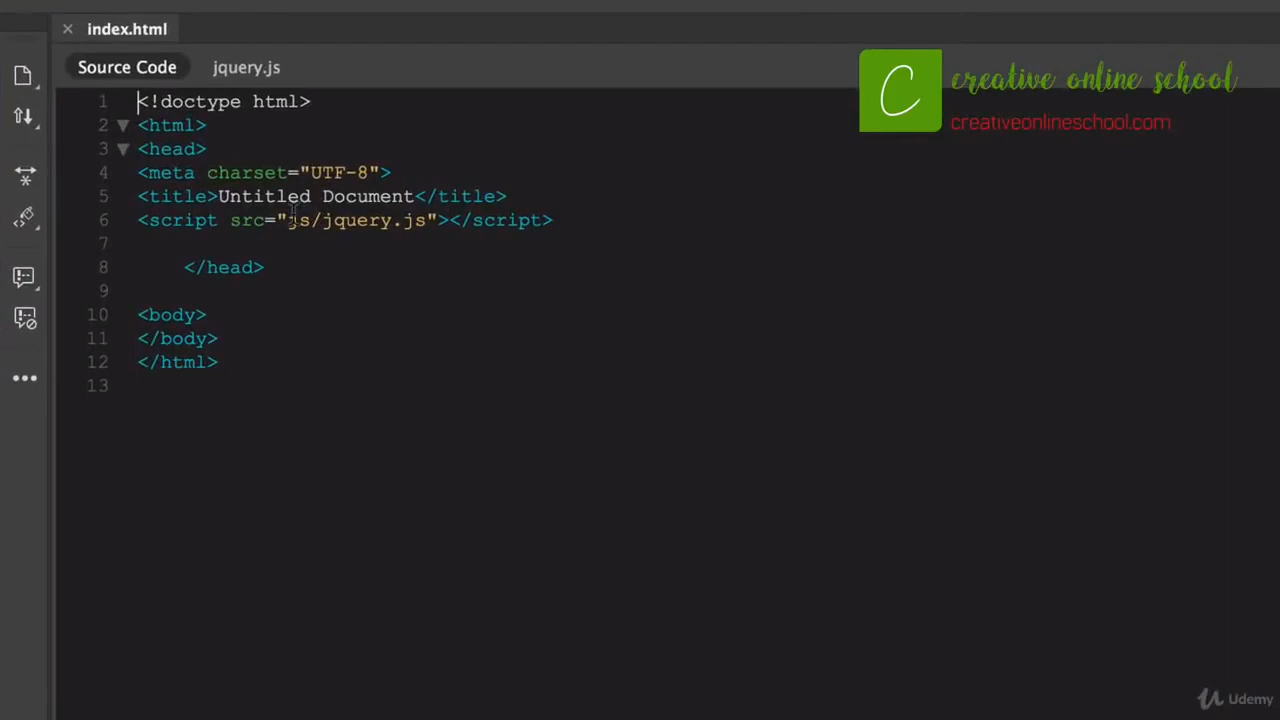 index.html
Source Code jquery.js
C creative online school
creativeonlineschool.com
1 <!doctype html>
2 <html>
3 <head>
4 <meta charset="UTF-8">
5 <title>Untitled Document</title>
6 <script src="js/jquery.js"></script>
7
8 </head>
9
10 <body>
11 </body>
12 </html>
13
Udemy